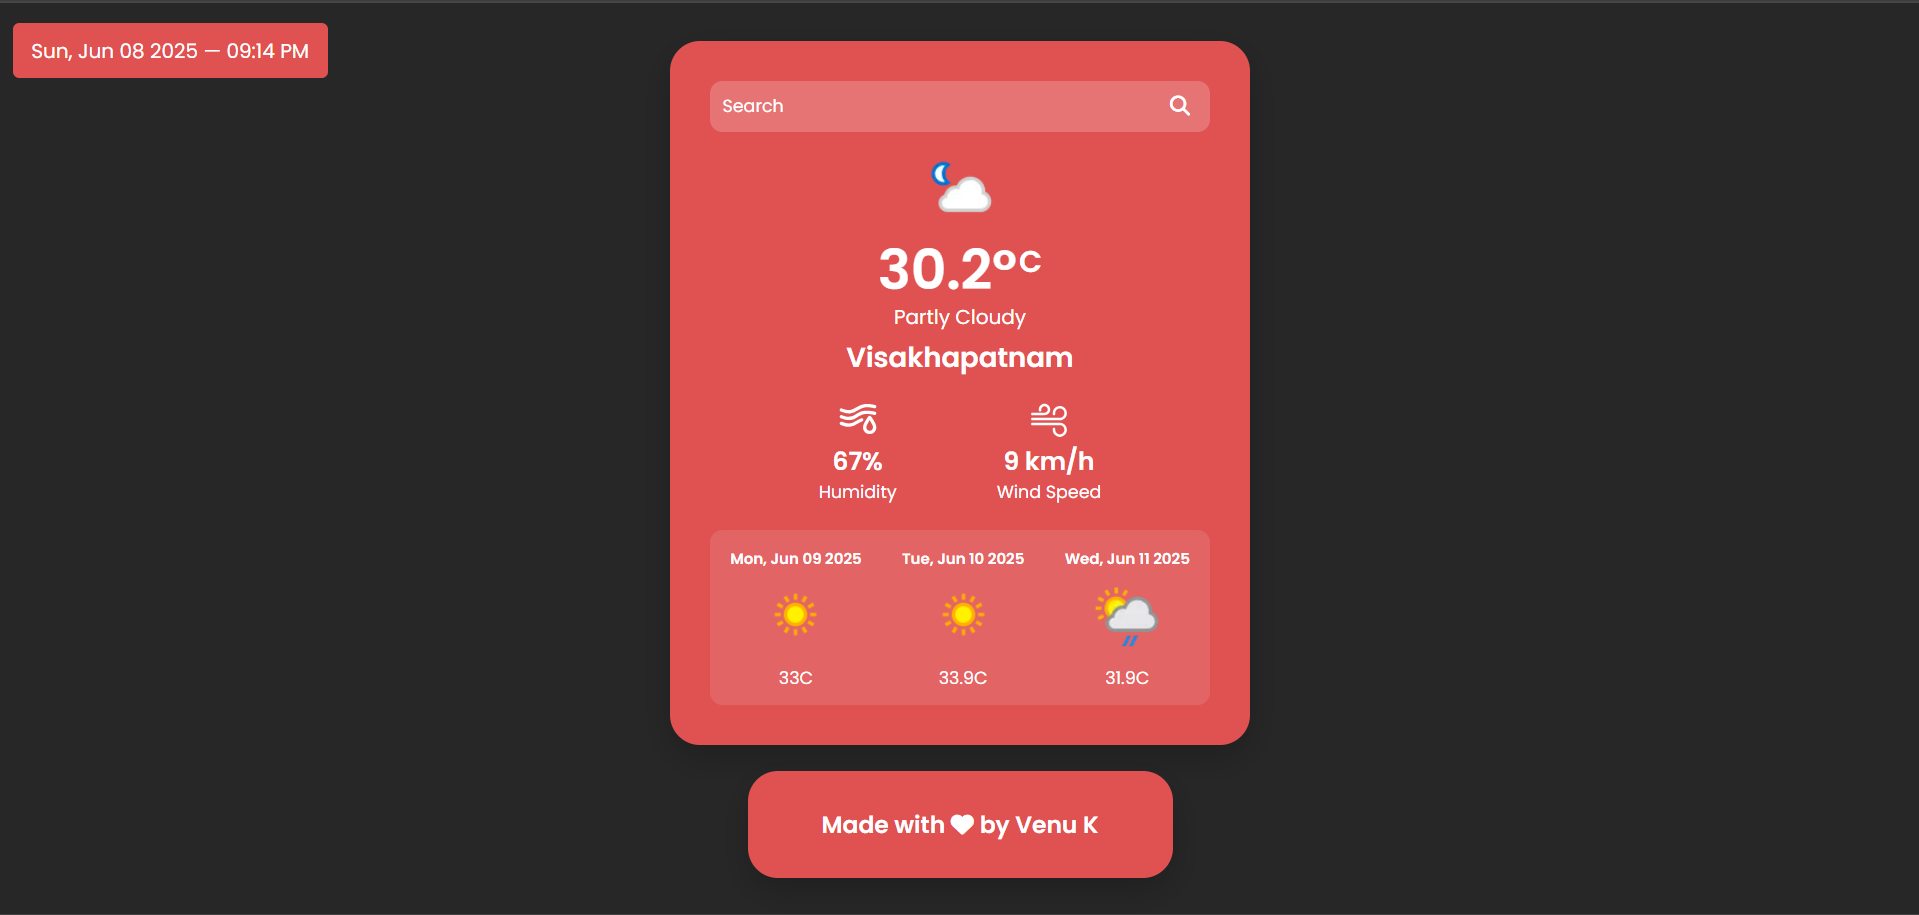 Sun, Jun 08 2025 — 09:14 PM
Search
30.2°C
Partly Cloudy
Visakhapatnam
67% 9 km/h
Humidity Wind Speed
Mon, Jun 09 2025 Tue, Jun 10 2025 Wed, Jun 11 2025
33C 33.9C 31.9C
Made with ♥ by Venu K